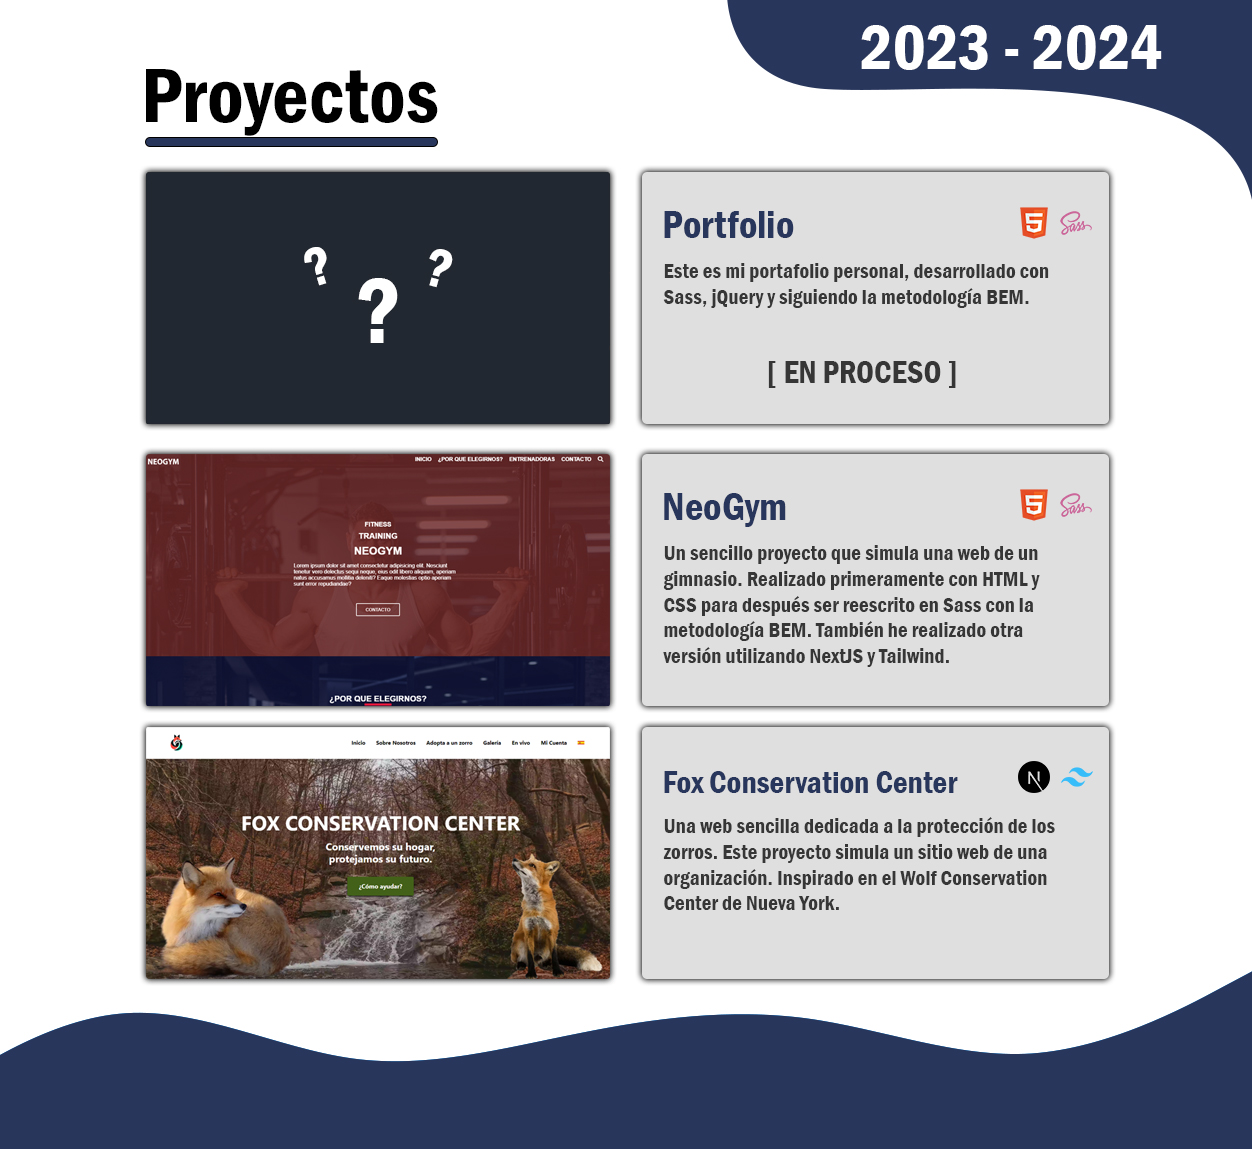 2023 - 2024
Proyectos
? ? ?
Portfolio
5 Sass
Este es mi portafolio personal, desarrollado con
Sass, jQuery y siguiendo la metodología BEM.
[ EN PROCESO ]
NEOGYM
INICIO ¿POR QUE ELEGIRNOS? ENTRENADORAS CONTACTO
FITNESS
TRAINING
NEOGYM
Lorem ipsum dolor sit amet consectetur adipisicing elit. Nesciunt
tenetur vero delectus sequi neque, eius odit libero aliquam, aperiam
natus accusamus mollitia deleniti? Eaque molestias optio aperiam
sunt error repudiandae?
CONTACTO
¿POR QUE ELEGIRNOS?
NeoGym
5 Sass
Un sencillo proyecto que simula una web de un
gimnasio. Realizado primeramente con HTML y
CSS para después ser reescrito en Sass con la
metodología BEM. También he realizado otra
versión utilizando NextJS y Tailwind.
Inicio Sobre Nosotros Adopta a un zorro Galería En vivo Mi Cuenta
FOX CONSERVATION CENTER
Conservemos su hogar,
protejamos su futuro.
¿Cómo ayudar?
Fox Conservation Center
N
Una web sencilla dedicada a la protección de los
zorros. Este proyecto simula un sitio web de una
organización. Inspirado en el Wolf Conservation
Center de Nueva York.